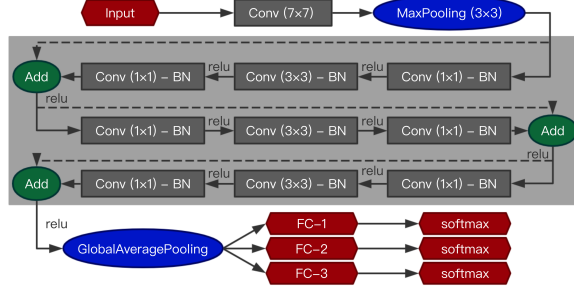 Input
Conv (7×7)
MaxPooling (3×3)
Add
Conv (1×1) – BN
relu
Conv (3×3) – BN
relu
Conv (1×1) – BN
relu
Conv (1×1) – BN
relu
Conv (3×3) – BN
relu
Conv (1×1) – BN
Add
relu
Add
Conv (1×1) – BN
relu
Conv (3×3) – BN
relu
Conv (1×1) – BN
relu
GlobalAveragePooling
FC–1
softmax
FC–2
softmax
FC–3
softmax